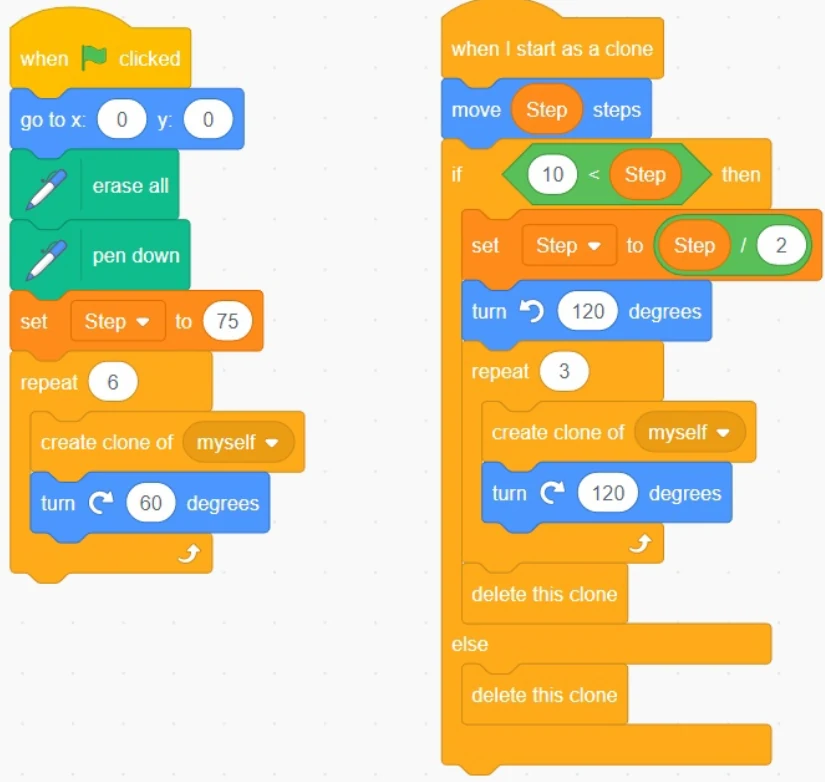 when clicked
go to x: 0 y: 0
erase all
pen down
set Step to 75
repeat 6
create clone of myself
turn 60 degrees
when I start as a clone
move Step steps
if 10 < Step then
set Step to Step / 2
turn 120 degrees
repeat 3
create clone of myself
turn 120 degrees
delete this clone
else
delete this clone